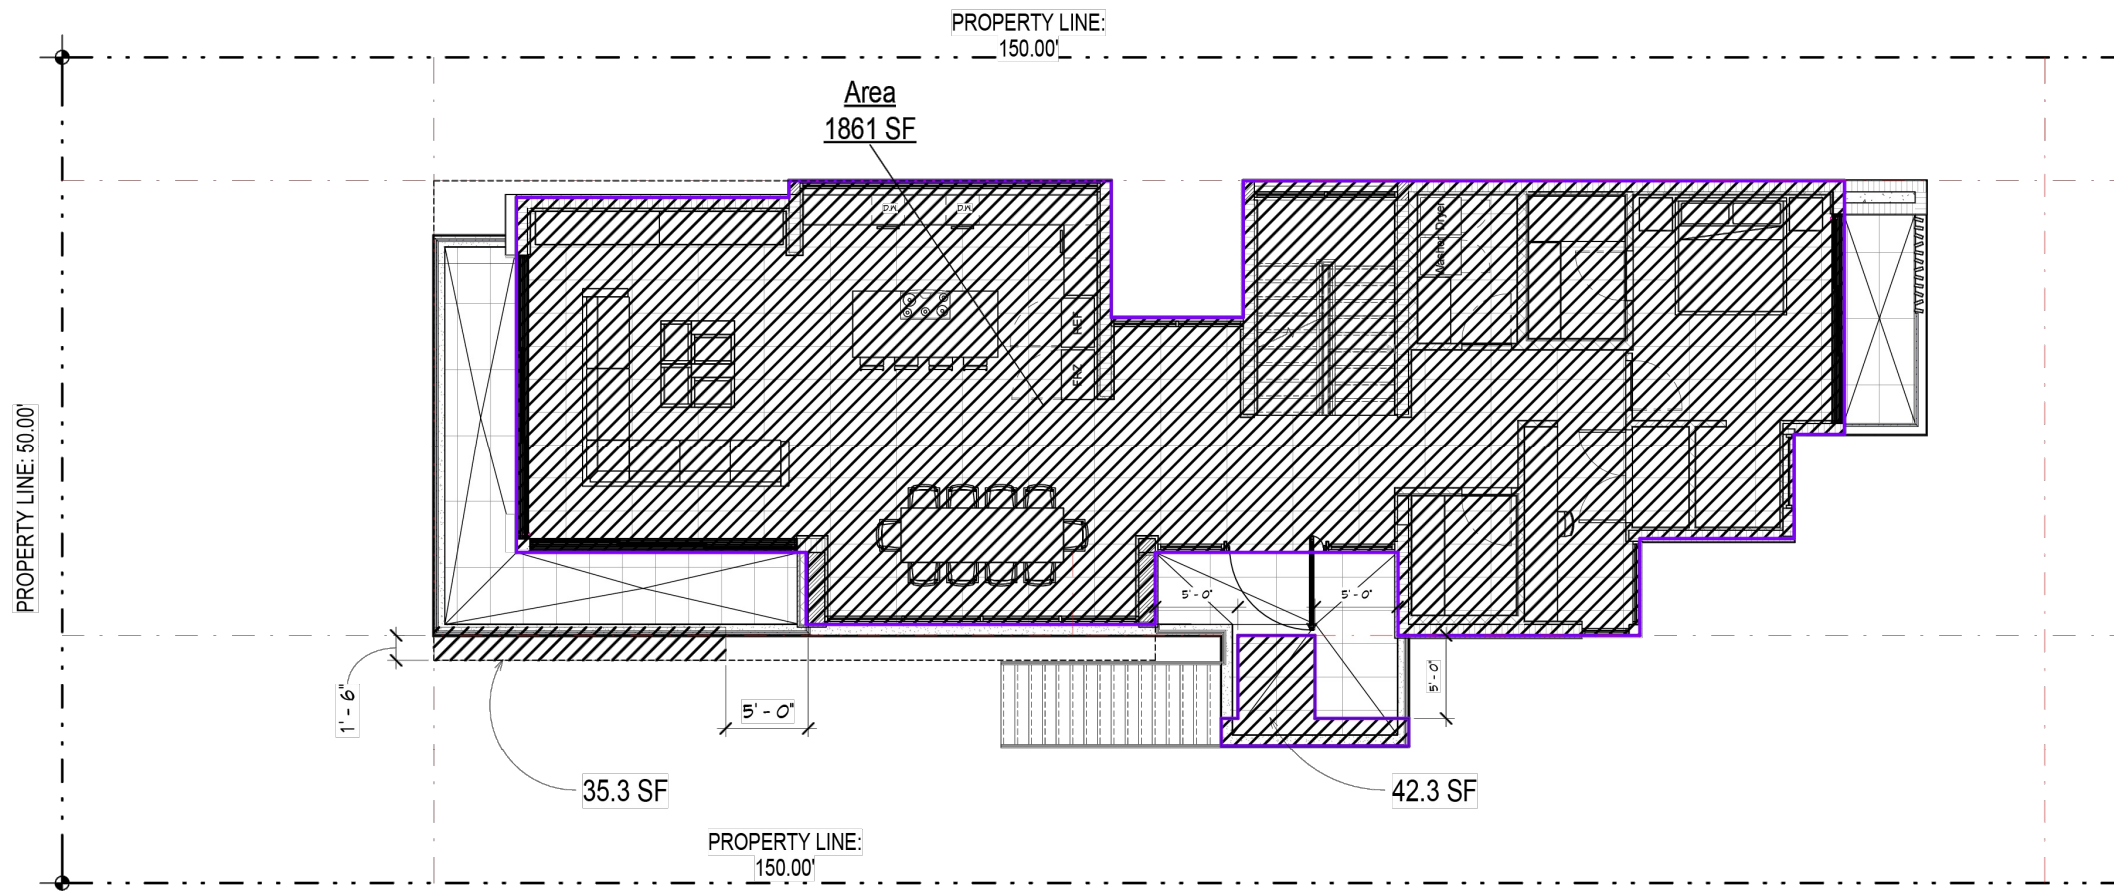 PROPERTY LINE:
150.00'
Area
1861 SF
D.W.
D.W.
Washer\Dryer
REF.
FRZ
PROPERTY LINE: 50.00'
5' - 0"
5' - 0"
1' - 6"
5' - 0"
5' - 0"
35.3 SF
42.3 SF
PROPERTY LINE:
150.00'